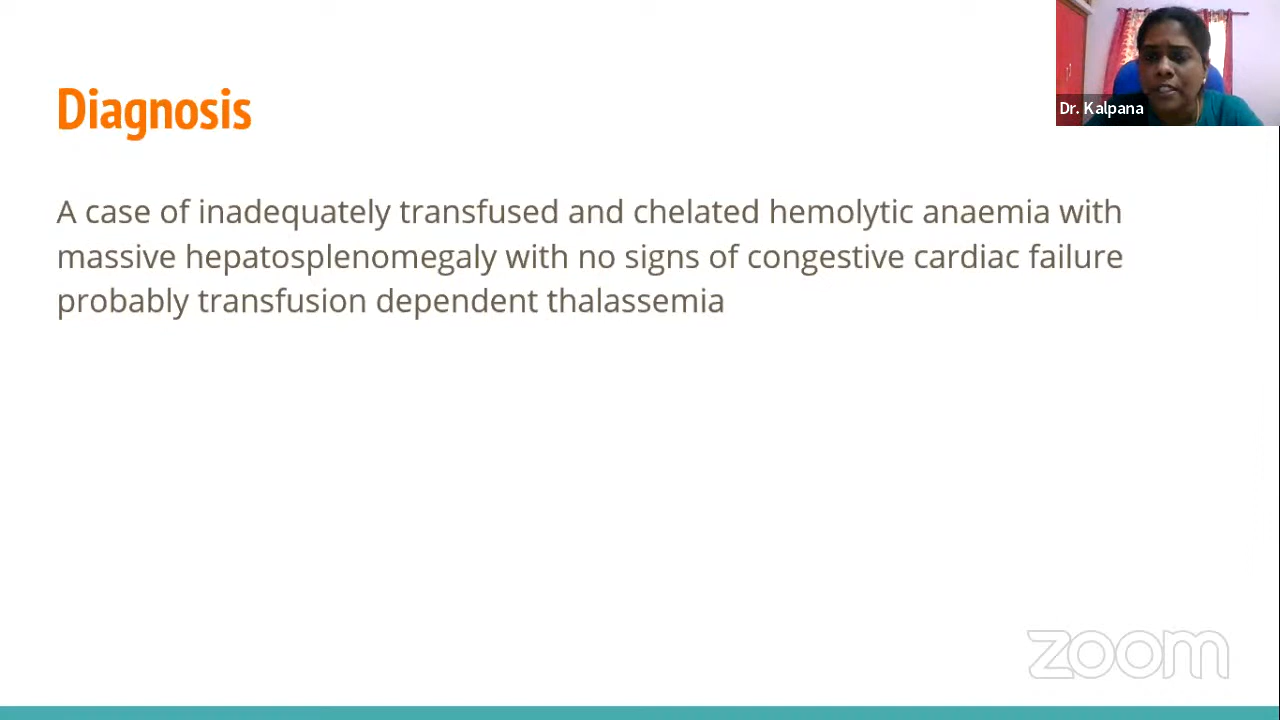 Dr. Kalpana
Diagnosis
A case of inadequately transfused and chelated hemolytic anaemia with
massive hepatosplenomegaly with no signs of congestive cardiac failure
probably transfusion dependent thalassemia
zoom